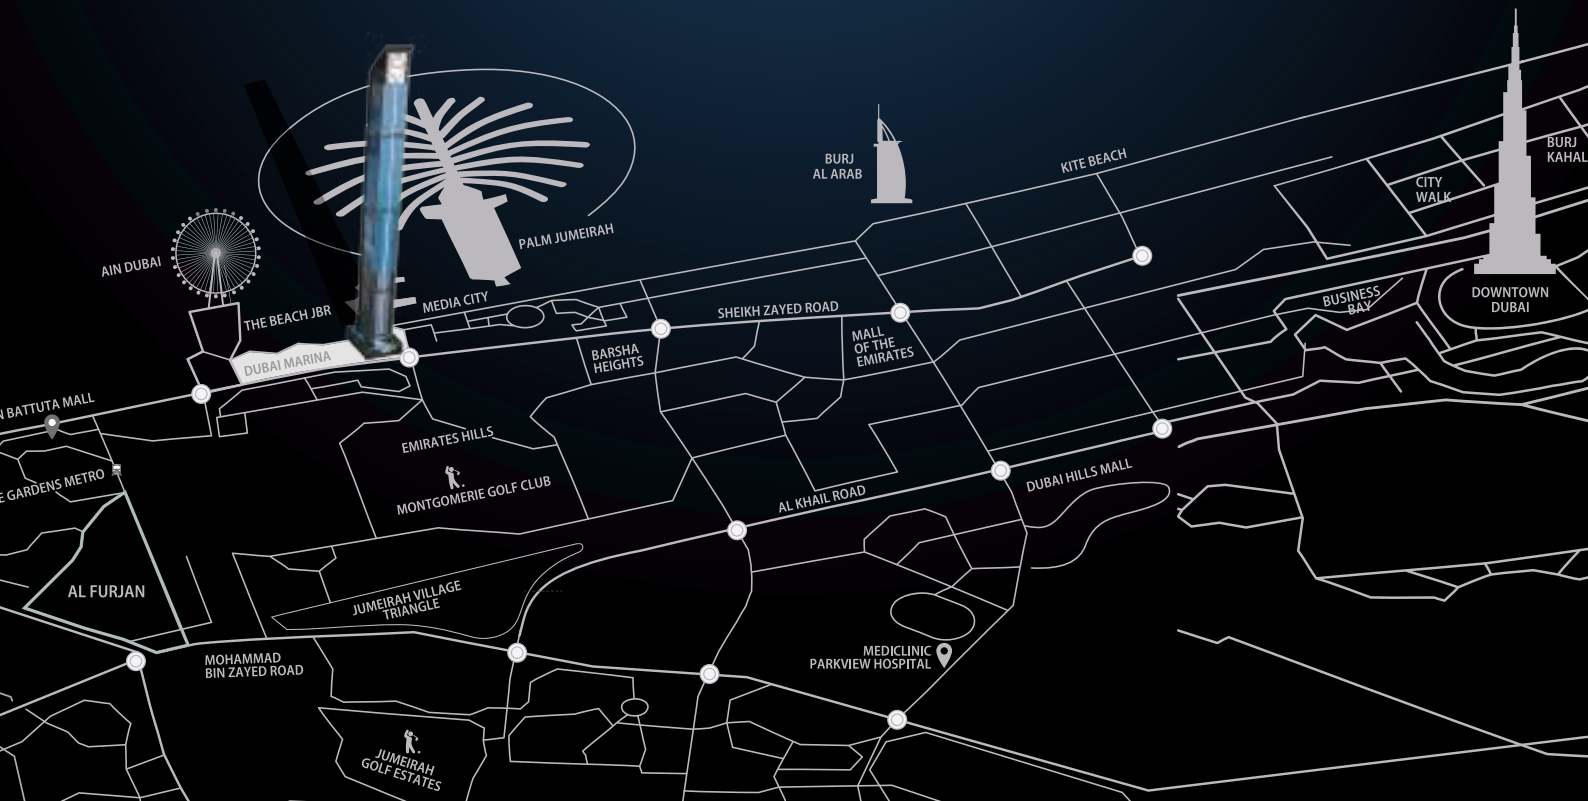 BURJ
AL ARAB
KITE BEACH
BURJ
CITY
WALK
PALM JUMEIRAH
AIN DUBAI
THE BEACH JBR
MEDIA CITY
SHEIKH ZAYED ROAD
BUSINESS
BAY
DOWNTOWN
DUBAI
DUBAI MARINA
BARSHA
HEIGHTS
MALL
OF THE
EMIRATES
BATTUTA MALL
EMIRATES HILLS
MONTGOMERIE GOLF CLUB
GARDENS METRO
AL KHAIL ROAD
DUBAI HILLS MALL
AL FURJAN
JUMEIRAH VILLAGE
TRIANGLE
MOHAMMAD
BIN ZAYED ROAD
MEDICLINIC
PARKVIEW HOSPITAL
JUMEIRAH
GOLF ESTATES